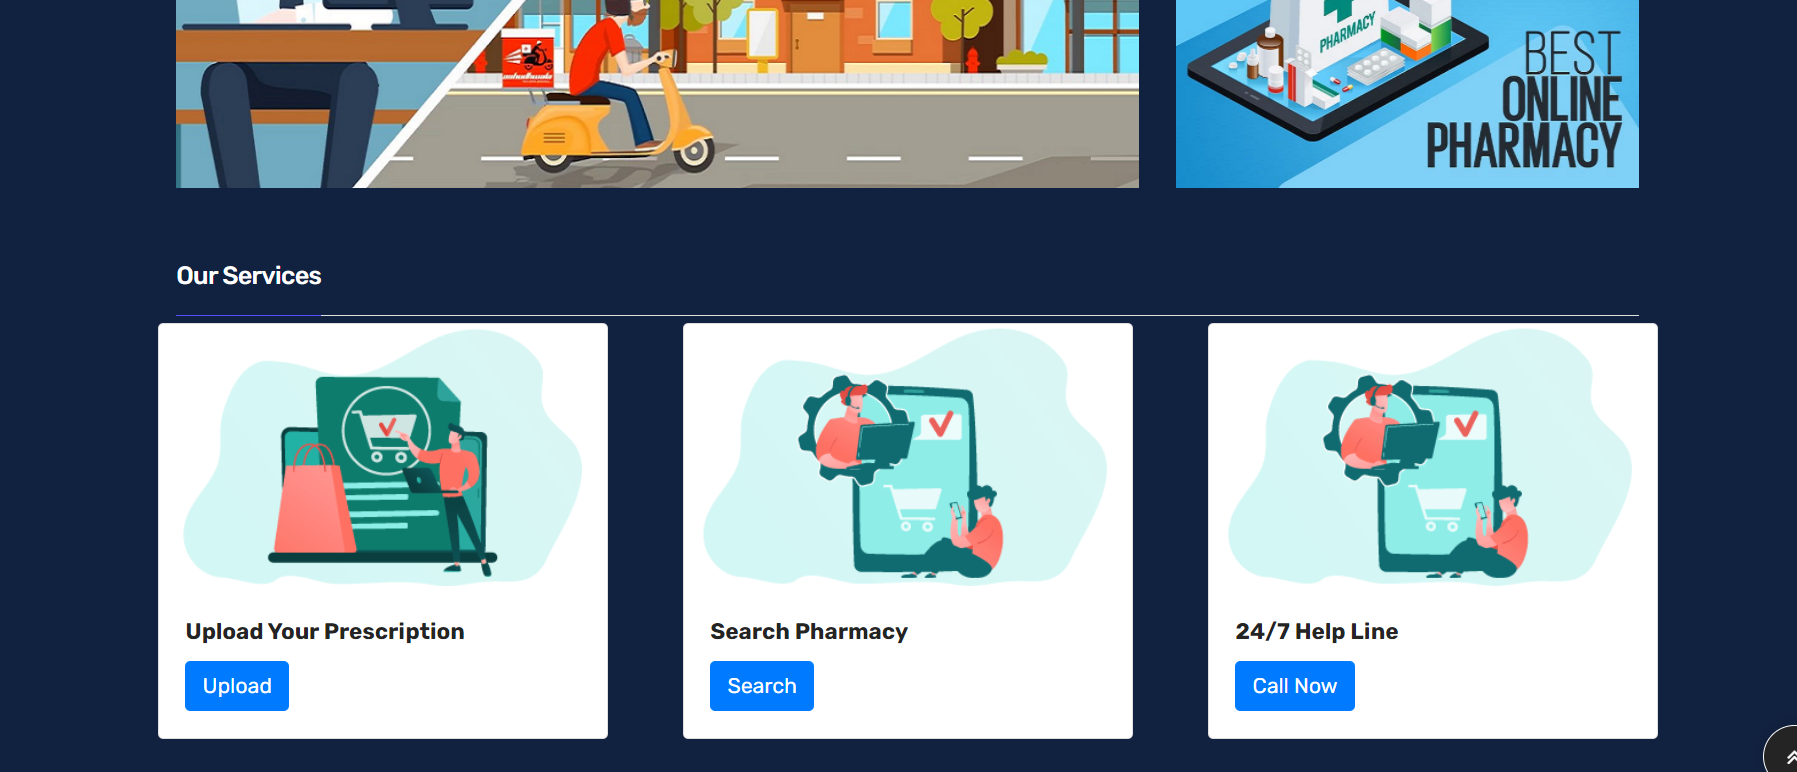 PHARMACY
BEST
ONLINE
PHARMACY
Our Services
Upload Your Prescription
Search Pharmacy
24/7 Help Line
Upload
Search
Call Now